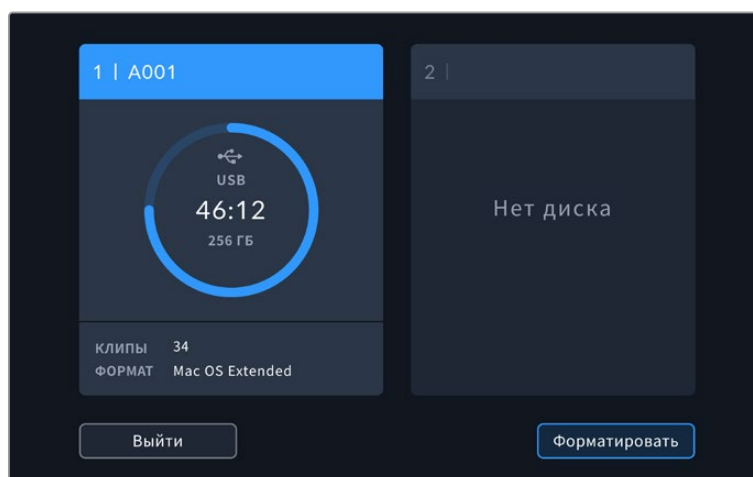 1 | A001
USB
46:12
256 ГБ
КЛИПЫ 34
ФОРМАТ Mac OS Extended
2 |
Нет диска
Выйти
Форматировать